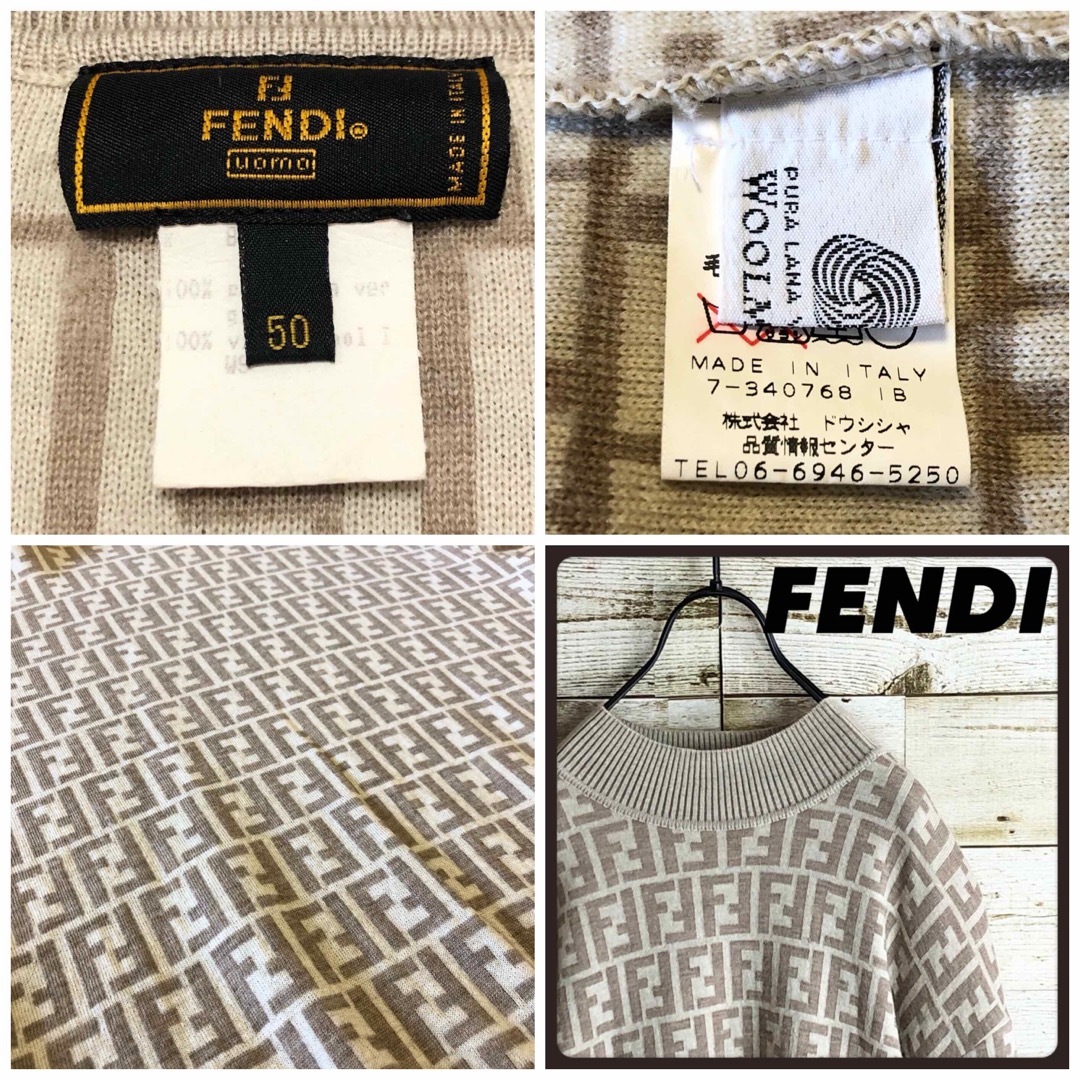 FENDI®
uomo
MADE IN ITALY
100%
100%
50
PURA LANA
毛
MADE IN ITALY
7-340768 IB
株式会社 ドウシシャ
品質情報センター
TEL06-6946-5250
FENDI